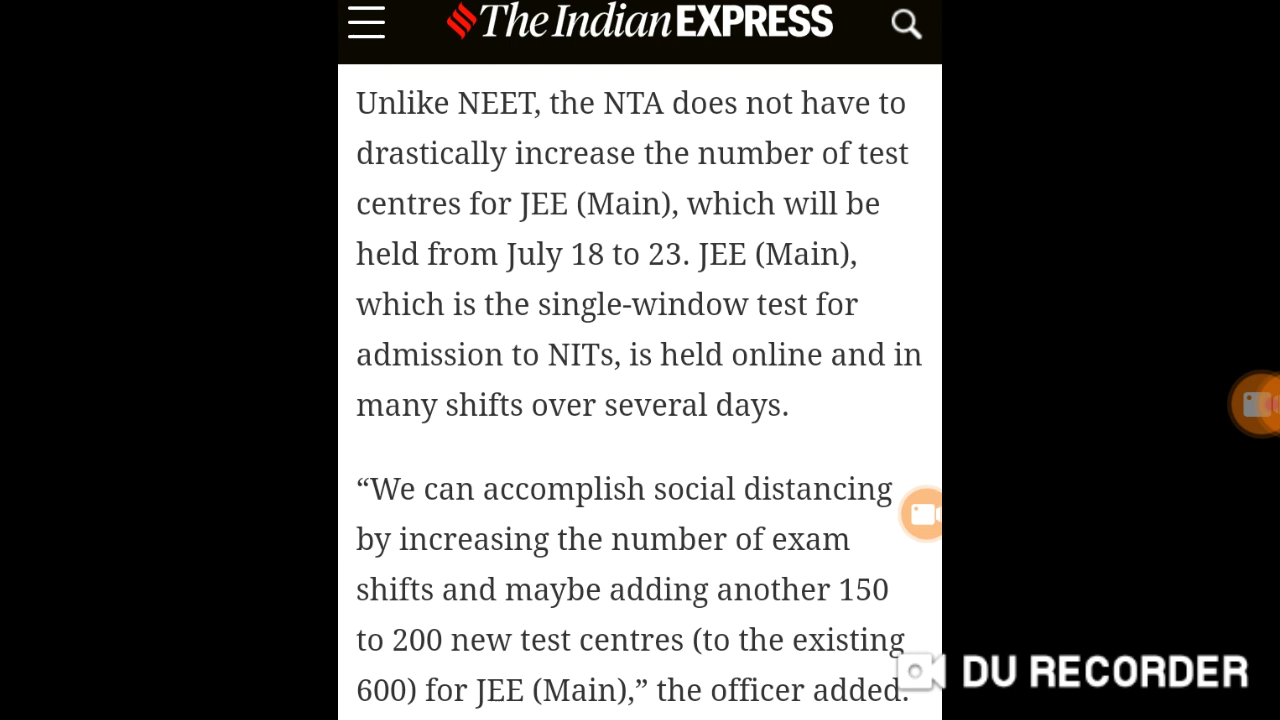 The Indian EXPRESS
Unlike NEET, the NTA does not have to
drastically increase the number of test
centres for JEE (Main), which will be
held from July 18 to 23. JEE (Main),
which is the single-window test for
admission to NITs, is held online and in
many shifts over several days.
“We can accomplish social distancing
by increasing the number of exam
shifts and maybe adding another 150
to 200 new test centres (to the existing
600) for JEE (Main),” the officer added.
DU RECORDER